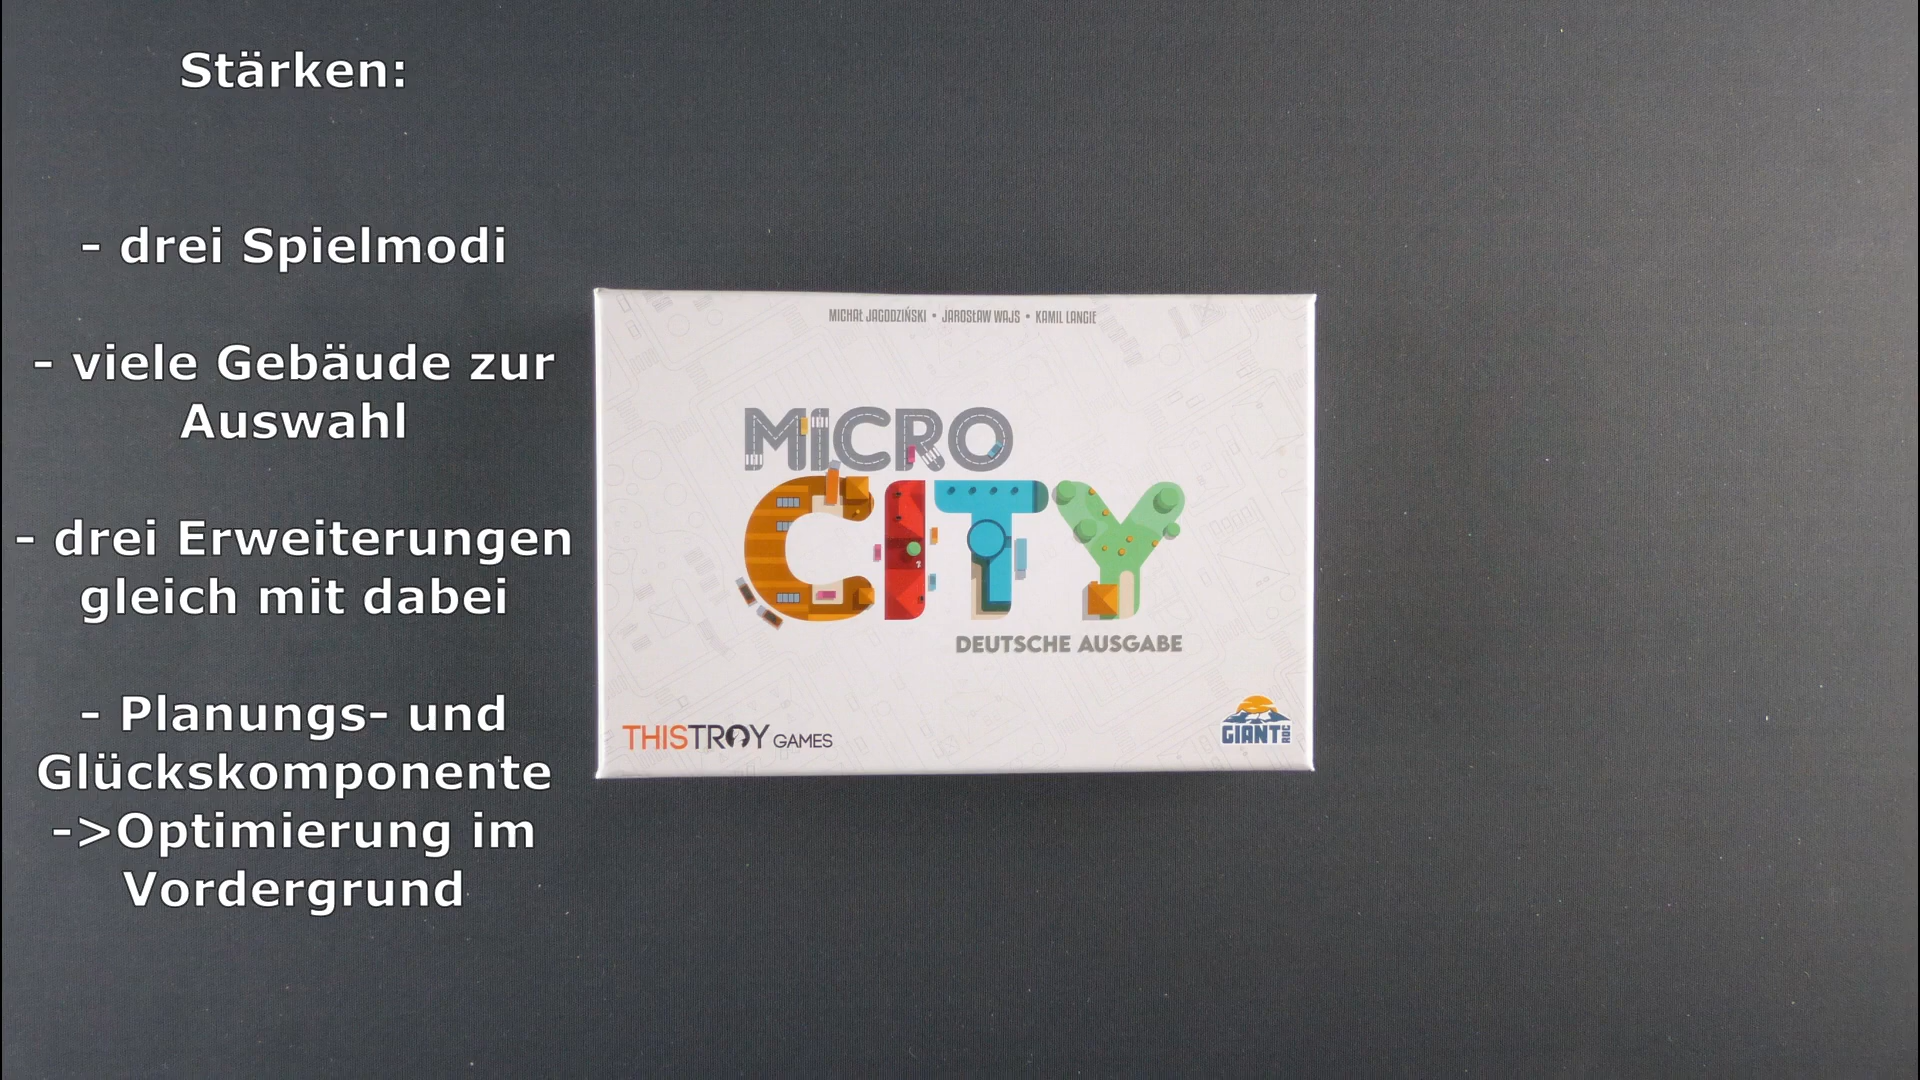 Stärken:
- drei Spielmodi
- viele Gebäude zur
Auswahl
- drei Erweiterungen
gleich mit dabei
- Planungs- und
Glückskomponente
->Optimierung im
Vordergrund
MICHAŁ JAGODZIŃSKI • JAROSŁAW WAJS • KAMIL LANGIE
MICRO
CITY
DEUTSCHE AUSGABE
THISTROY GAMES
GIANT ROC